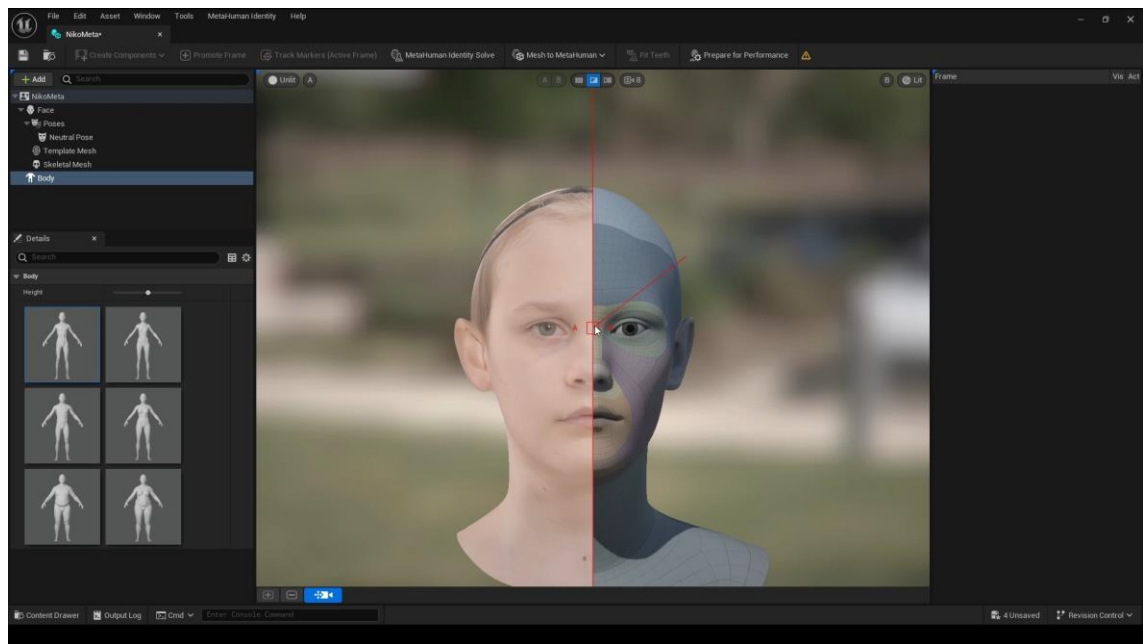 File Edit Asset Window Tools MetaHuman Identity Help
NikoMeta•
Create Components Promote Frame Track Markers (Active Frame) MetaHuman Identity Solve Mesh to MetaHuman Fit Teeth Prepare for Performance
+ Add Search
Unlit A
A B
B Lit
Frame Vis Act
NikoMeta
Face
Poses
Neutral Pose
Template Mesh
Skeletal Mesh
Body
Details
Search
Body
Height
A
Content Drawer Output Log Cmd Enter Console Command
4 Unsaved Revision Control